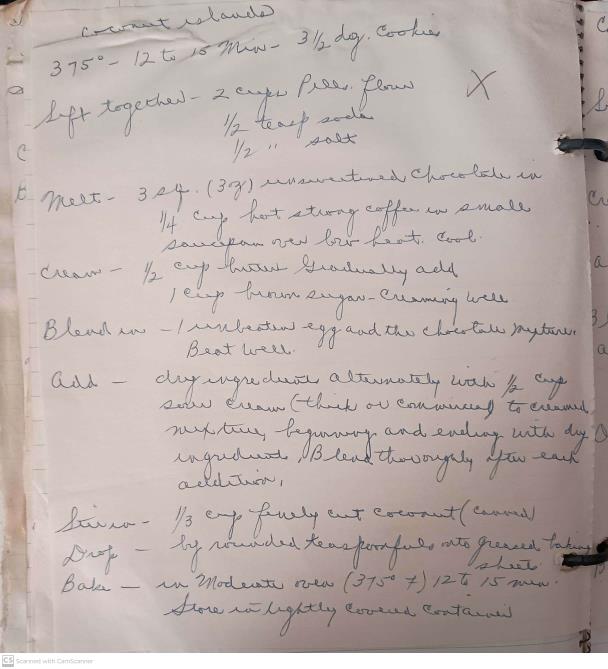 coconut islands
375° - 12 to 15 Min - 3 1/2 doz. Cookies
X
Sift together - 2 cups Pills. flour
1/2 teasp soda
1/2 " salt
Melt - 3 sq. (3 oz) unsweetened chocolate in
1/4 cup hot strong coffee in small
saucepan over low heat. Cool.
Cream - 1/2 cup butter Gradually add
1 cup brown sugar - Creaming well
Blend in - 1 unbeaten egg and the chocolate mixture.
Beat well.
Add - dry ingredients alternately with 1/2 cup
sour cream (thick or commercial) to creamed
mixture, beginning and ending with dry
ingredients, Blend thoroughly after each
addition,
Stir in - 1/3 cup finely cut coconut (canned)
Drop - by rounded teaspoonfuls onto greased baking
sheets
Bake - in Moderate oven (375° F) 12 to 15 min.
Store in tightly covered container
CS Scanned with CamScanner